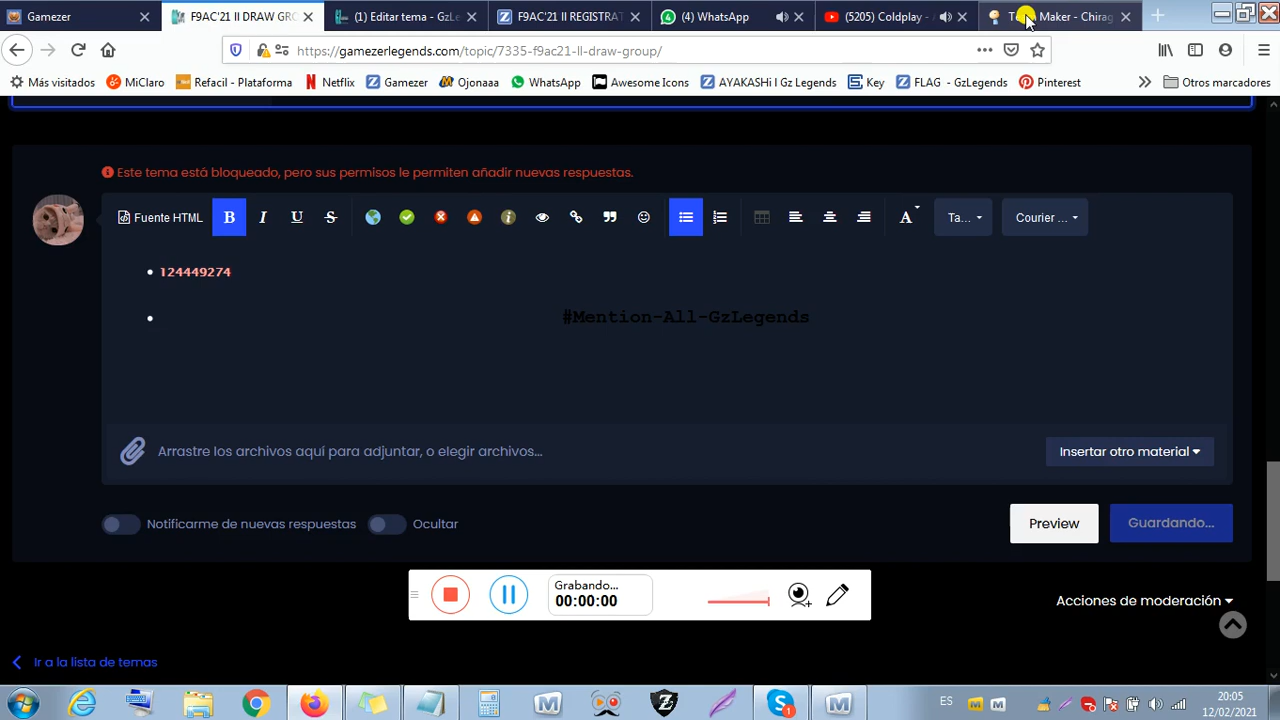 Gamezer
F9AC'21 ll DRAW GRO
(1) Editar tema - GzLe
F9AC'21 ll REGISTRAT
(4) WhatsApp
(5205) Coldplay - A
Maker - Chirag
https://gamezerlegends.com/topic/7335-f9ac21-ll-draw-group/
Más visitados
MiClaro
Refacil - Plataforma
Netflix
Gamezer
Ojonaaa
WhatsApp
Awesome Icons
AYAKASHi l Gz Legends
Key
FLAG - GzLegends
Pinterest
Otros marcadores
Este tema está bloqueado, pero sus permisos le permiten añadir nuevas respuestas.
Fuente HTML
B I U S
A
Ta...
Courier ...
124449274
#Mention-All-GzLegends
Arrastre los archivos aquí para adjuntar, o elegir archivos...
Insertar otro material
Notificarme de nuevas respuestas
Ocultar
Preview
Guardando...
Grabando...
00:00:00
Acciones de moderación
Ir a la lista de temas
ES
20:05
12/02/2021